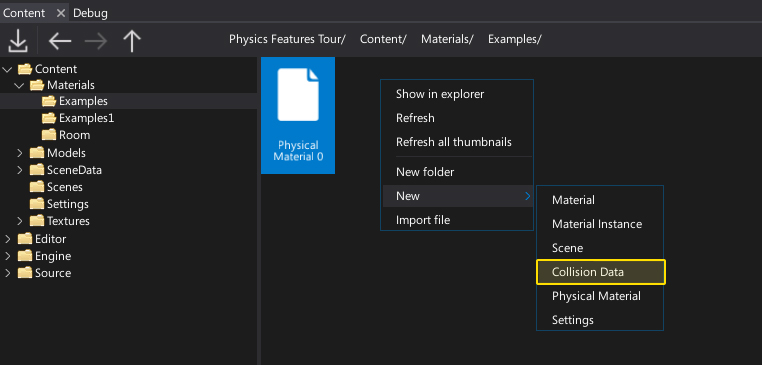 Content
Debug
Physics Features Tour/ Content/ Materials/ Examples/
Content
Materials
Examples
Examples1
Room
Models
SceneData
Scenes
Settings
Textures
Editor
Engine
Source
Physical
Material 0
Show in explorer
Refresh
Refresh all thumbnails
New folder
New
Import file
Material
Material Instance
Scene
Collision Data
Physical Material
Settings